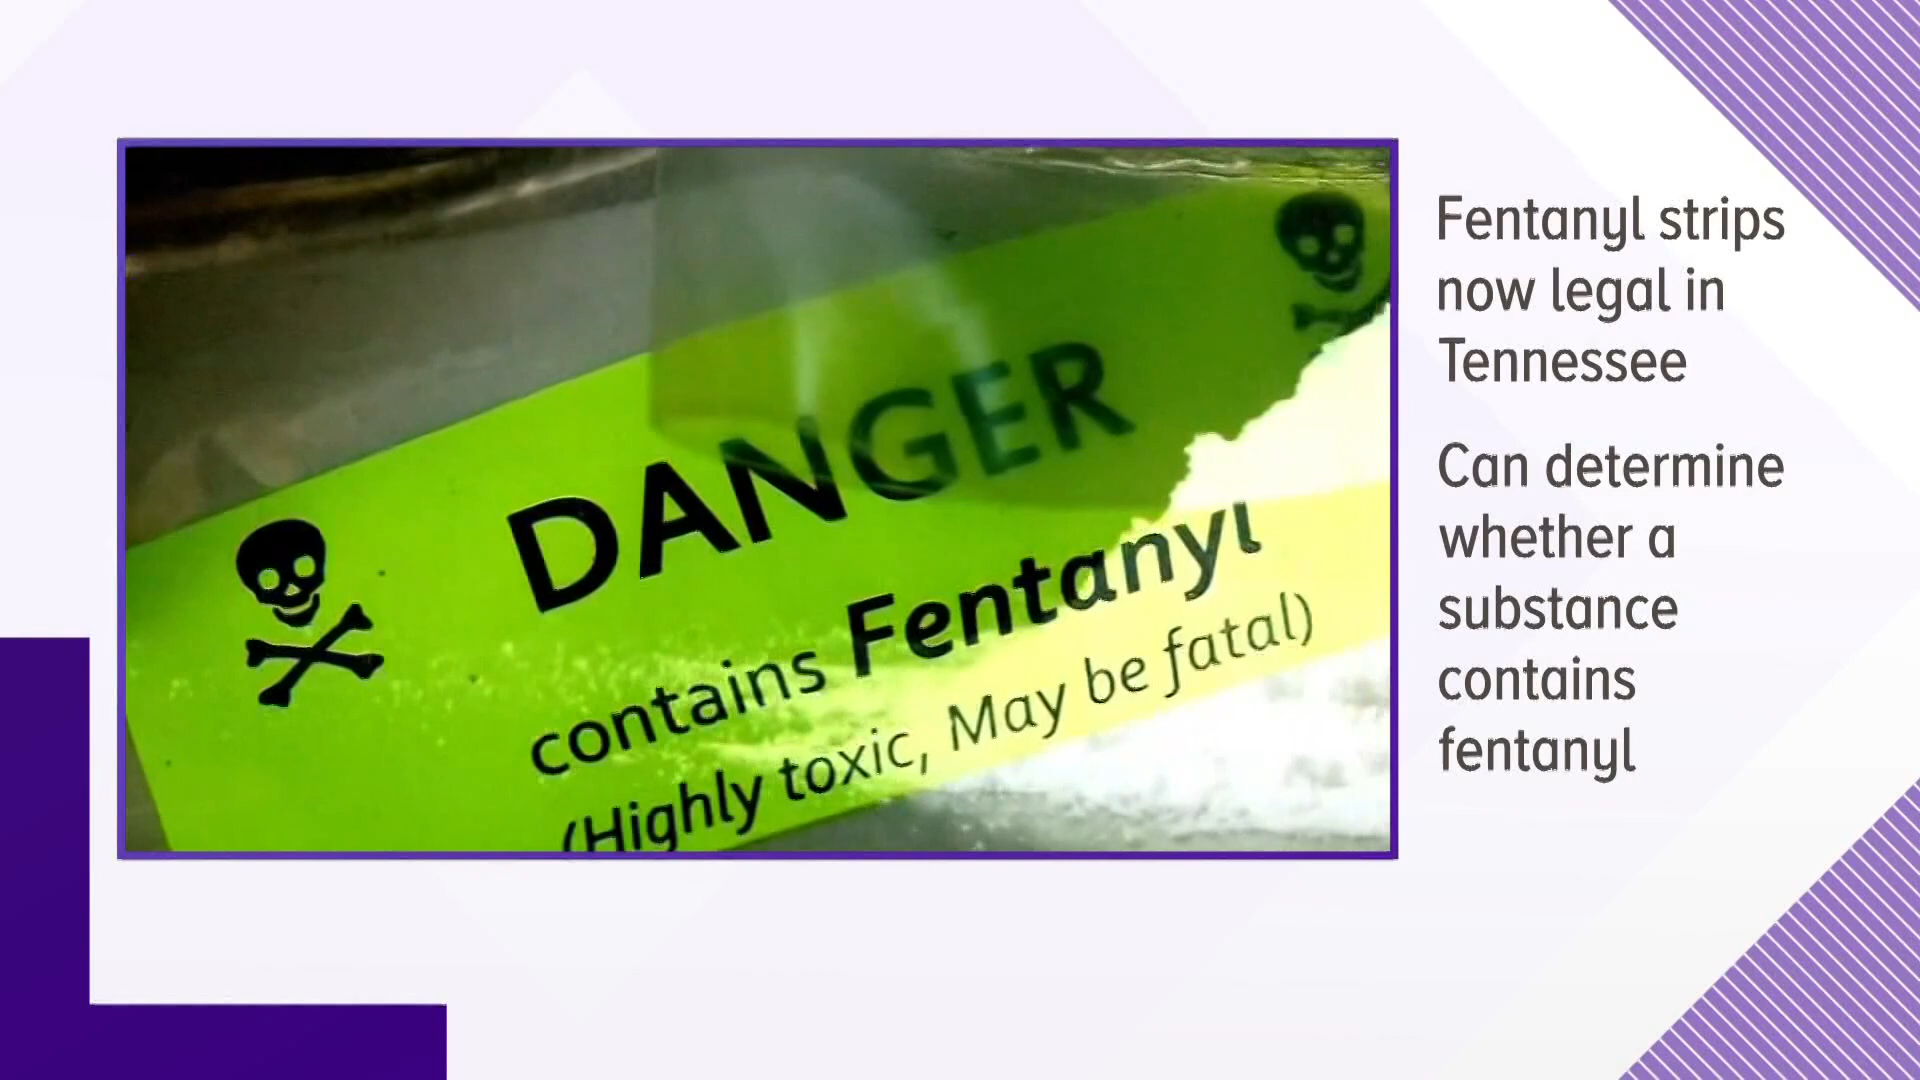 DANGER
contains Fentanyl
(Highly toxic, May be fatal)
Fentanyl strips
now legal in
Tennessee
Can determine
whether a
substance
contains
fentanyl